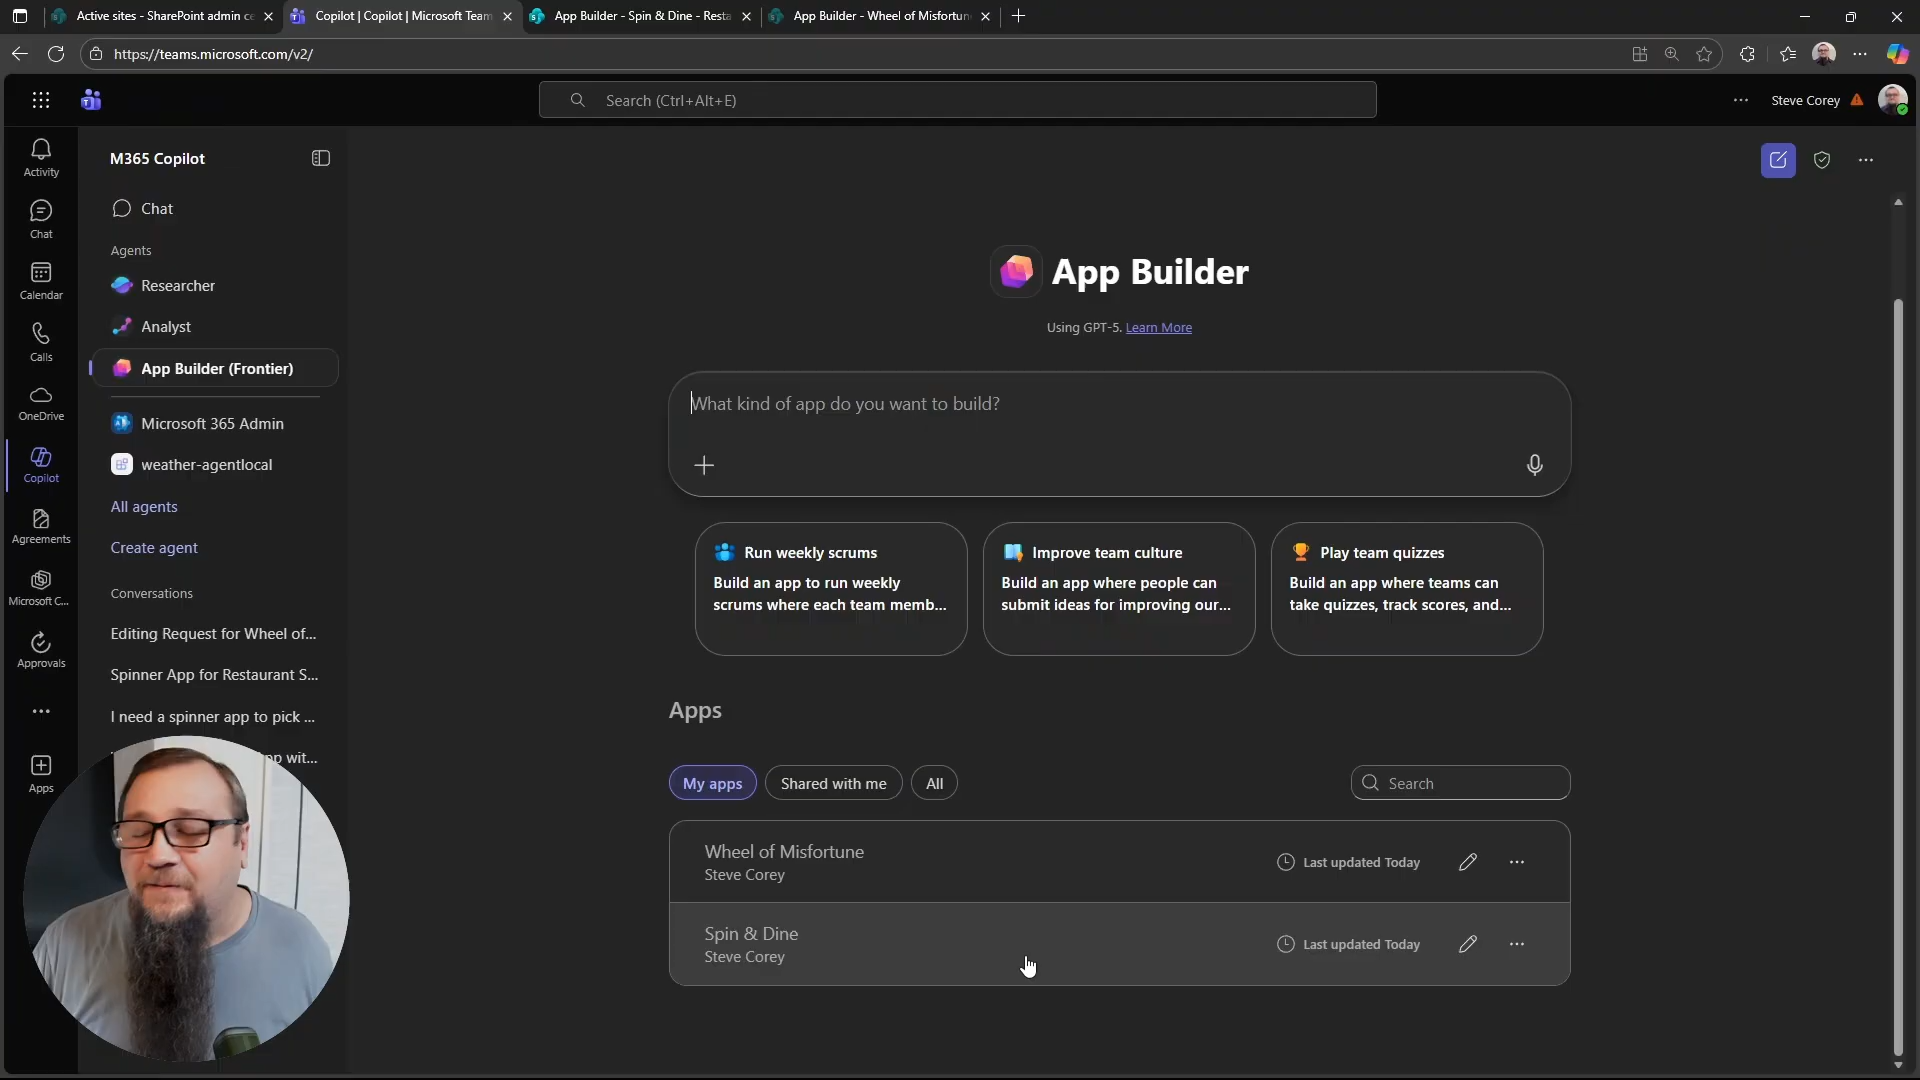 Active sites - SharePoint admin ce
Copilot | Copilot | Microsoft Team
App Builder - Spin & Dine - Resta
App Builder - Wheel of Misfortun
https://teams.microsoft.com/v2/
Search (Ctrl+Alt+E)
Steve Corey
Activity
Chat
Calendar
Calls
OneDrive
Copilot
Agreements
Microsoft C...
Approvals
Apps
M365 Copilot
Chat
Agents
Researcher
Analyst
App Builder (Frontier)
Microsoft 365 Admin
weather-agentlocal
All agents
Create agent
Conversations
Editing Request for Wheel of...
Spinner App for Restaurant S...
I need a spinner app to pick ...
wit...
App Builder
Using GPT-5. Learn More
What kind of app do you want to build?
Run weekly scrums
Build an app to run weekly
scrums where each team memb...
Improve team culture
Build an app where people can
submit ideas for improving our...
Play team quizzes
Build an app where teams can
take quizzes, track scores, and...
Apps
My apps
Shared with me
All
Search
Wheel of Misfortune
Steve Corey
Last updated Today
Spin & Dine
Steve Corey
Last updated Today